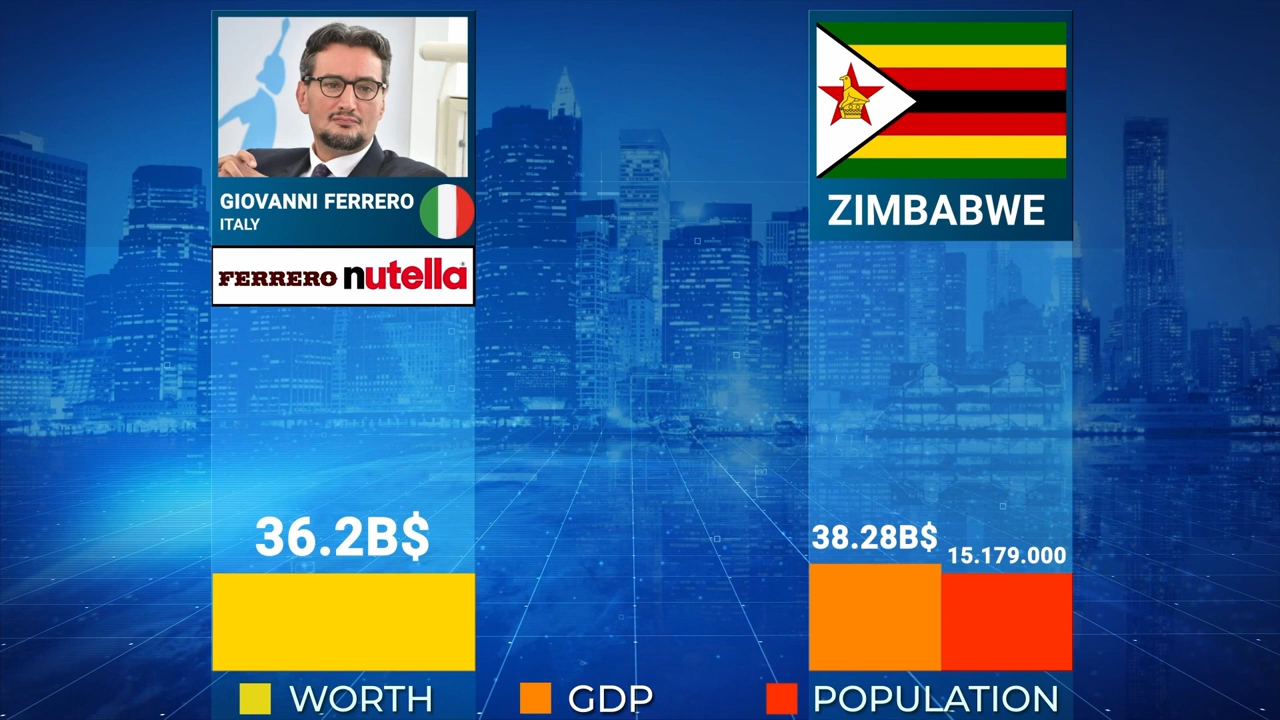 GIOVANNI FERRERO
ITALY
FERRERO nutella
36.2B$
ZIMBABWE
38.28B$
15.179.000
WORTH
GDP
POPULATION